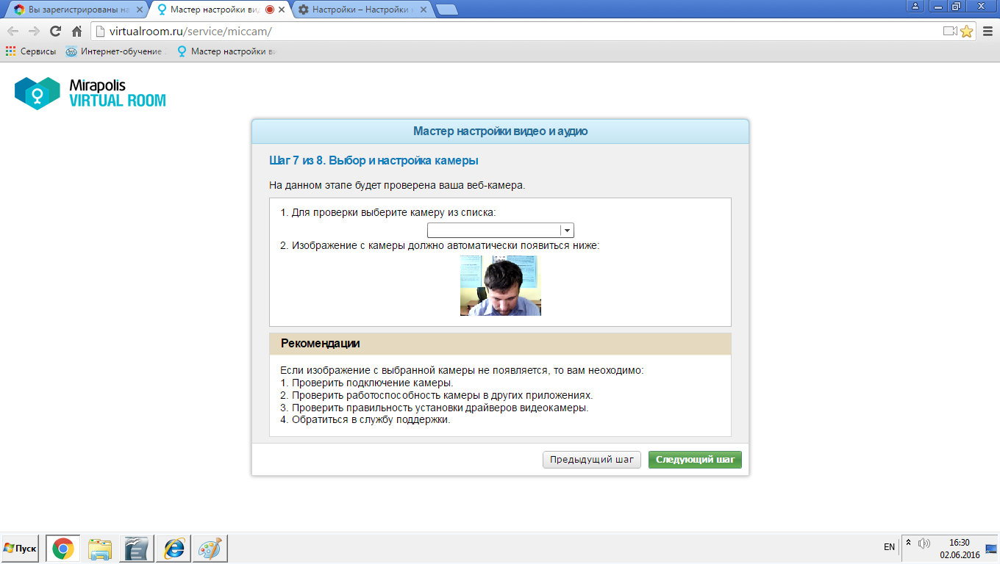 Вы зарегистрированы на
Мастер настройки вид
Настройки – Настройки
virtualroom.ru/service/miccam/
Сервисы
Интернет-обучение
Мастер настройки ви
Mirapolis
VIRTUAL ROOM
Мастер настройки видео и аудио
Шаг 7 из 8. Выбор и настройка камеры
На данном этапе будет проверена ваша веб-камера.
1. Для проверки выберите камеру из списка:
2. Изображение с камеры должно автоматически появиться ниже:
Рекомендации
Если изображение с выбранной камеры не появляется, то вам неоходимо:
1. Проверить подключение камеры.
2. Проверить работоспособность камеры в других приложениях.
3. Проверить правильность установки драйверов видеокамеры.
4. Обратиться в службу поддержки.
Предыдущий шаг
Следующий шаг
Пуск
EN
16:30
02.06.2016